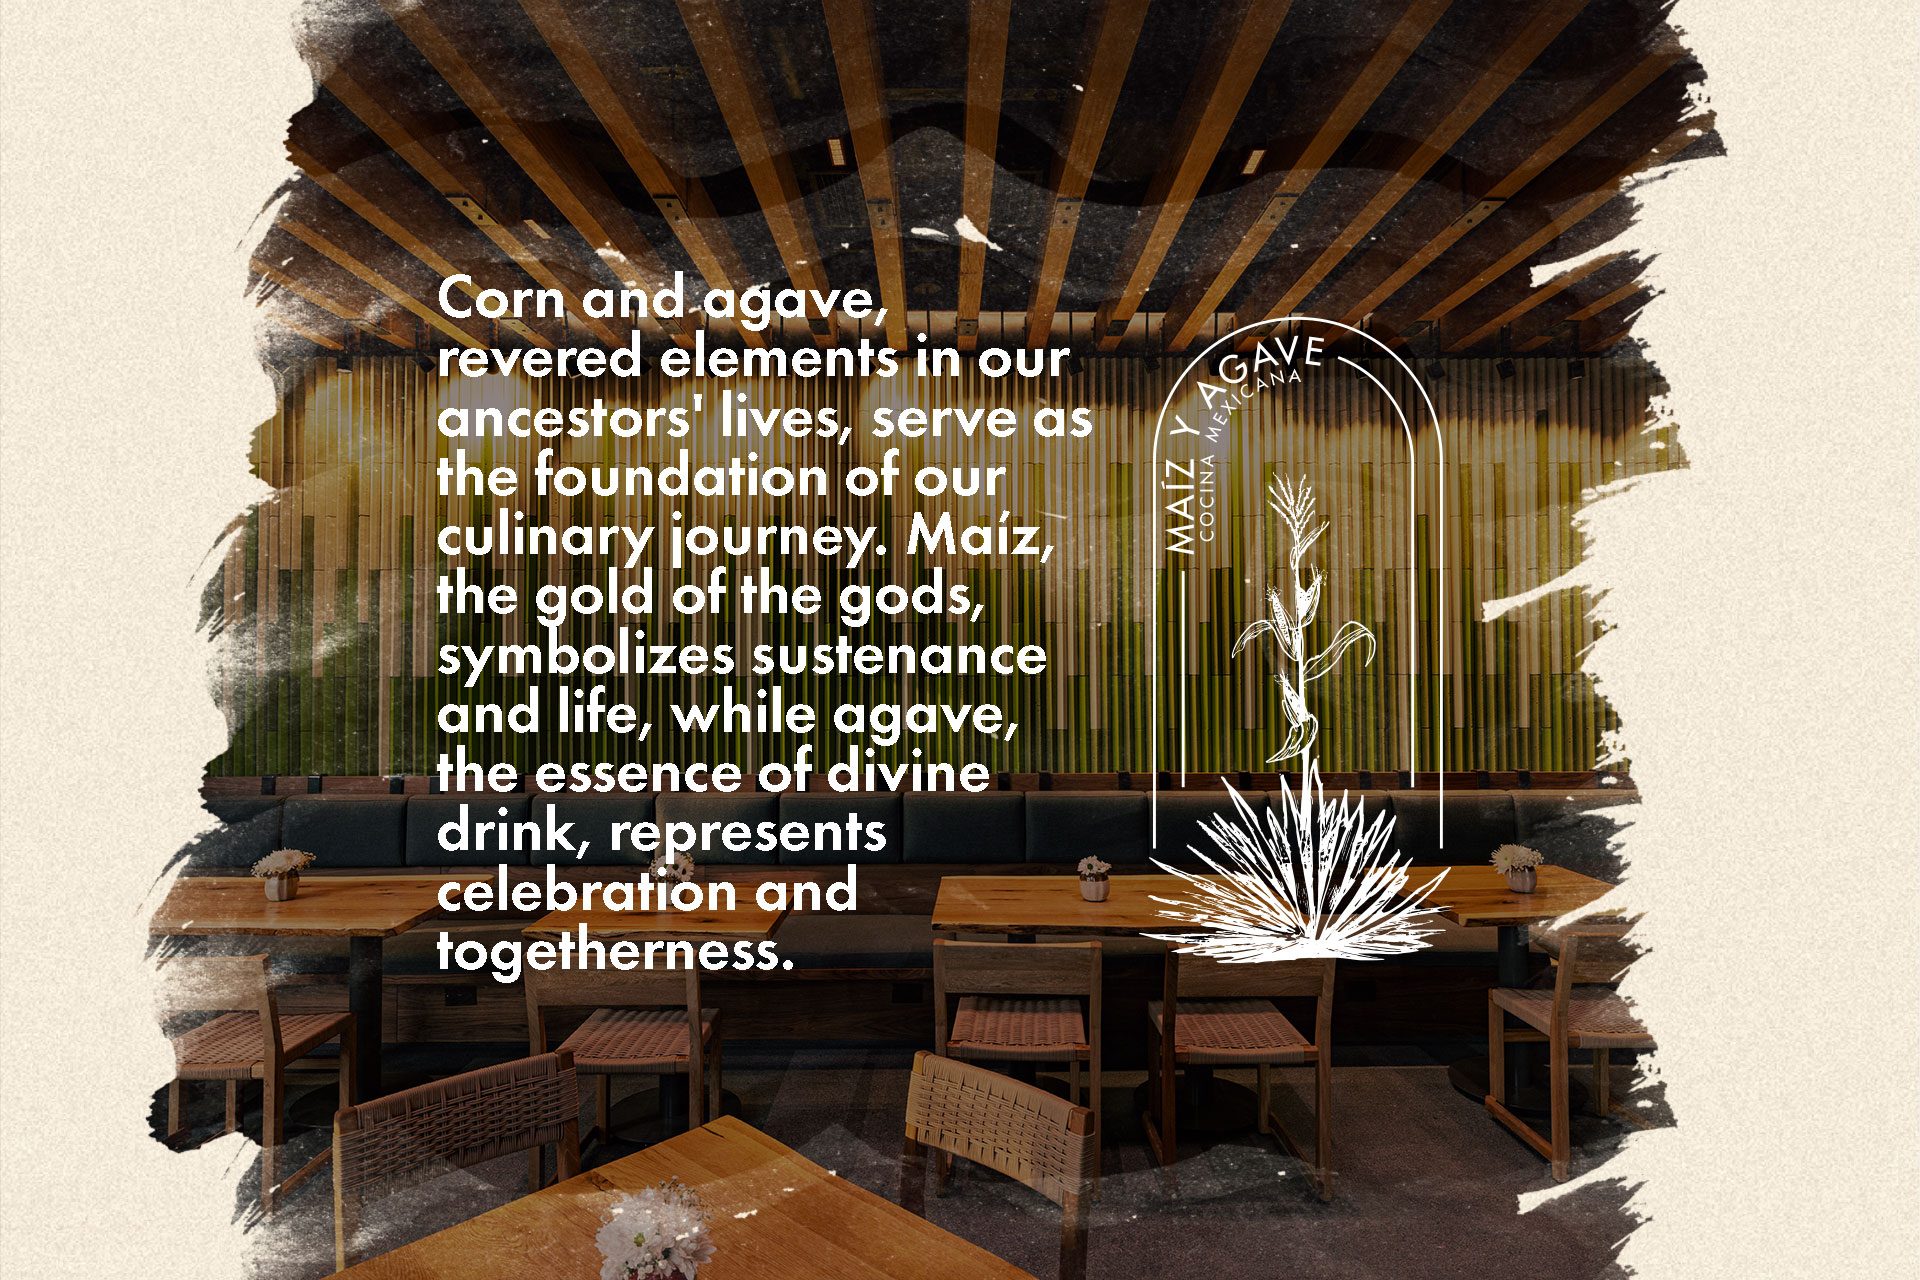 Corn and agave,
revered elements in our
ancestors' lives, serve as
the foundation of our
culinary journey. Maíz,
the gold of the gods,
symbolizes sustenance
and life, while agave,
the essence of divine
drink, represents
celebration and
togetherness.
MAÍZ Y AGAVE
COCINA MEXICANA